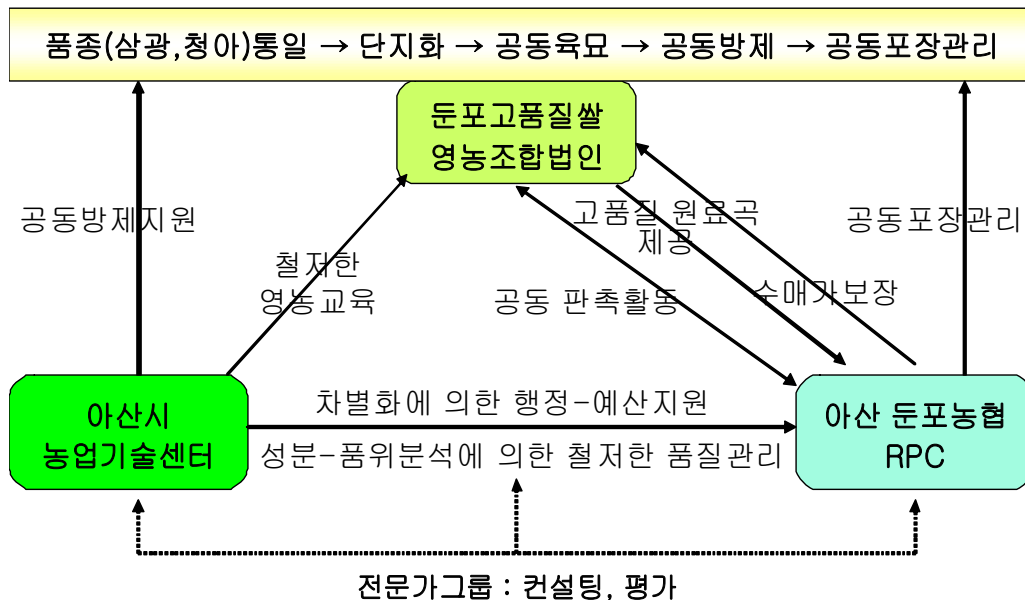 품종(삼광,청아)통일 → 단지화 → 공동육묘 → 공동방제 → 공동포장관리
둔포고품질쌀
영농조합법인
공동방제지원
고품질 원료곡
제공
공동포장관리
철저한
영농교육
공동 판촉활동
수매가보장
아산시
농업기술센터
차별화에 의한 행정-예산지원
성분-품위분석에 의한 철저한 품질관리
아산 둔포농협
RPC
전문가그룹 : 컨설팅, 평가